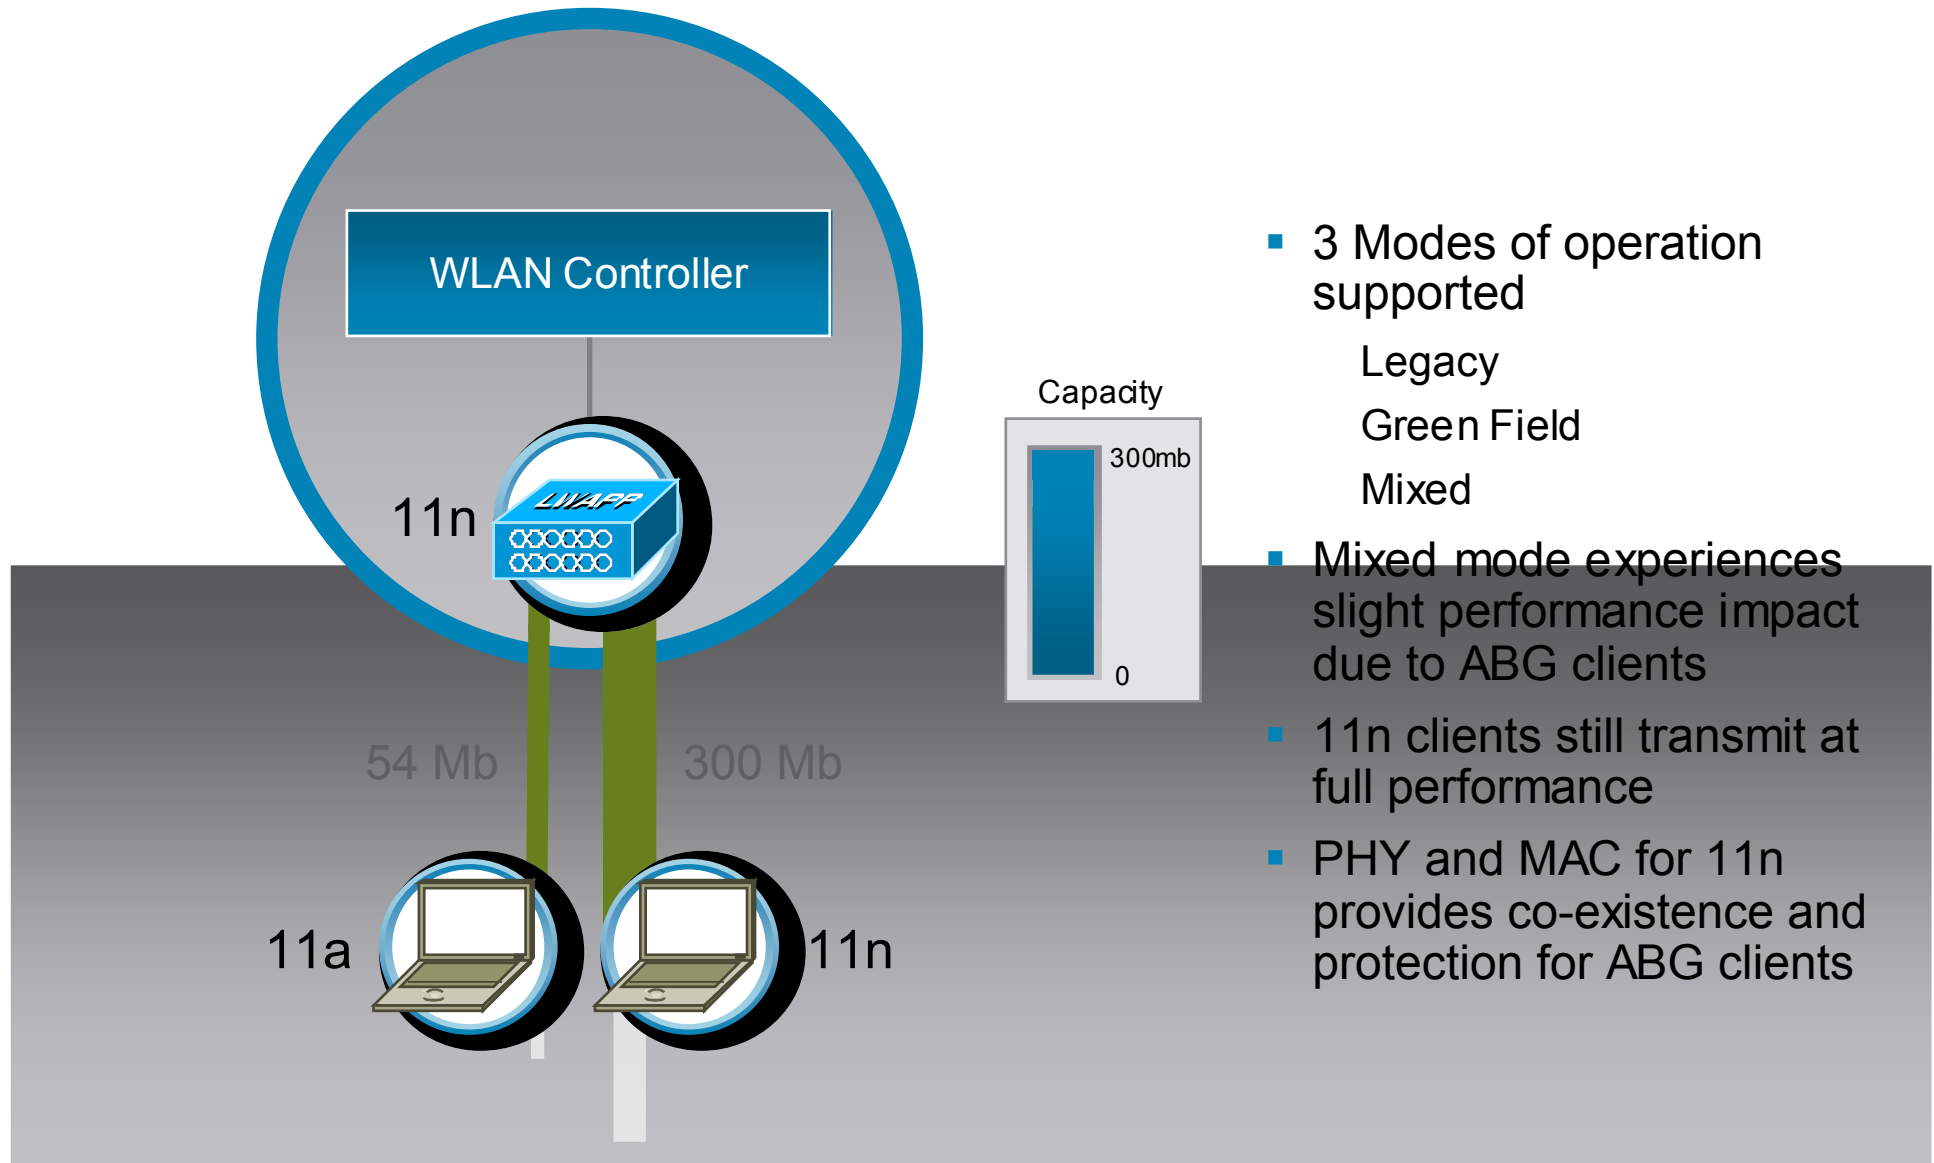 WLAN Controller
11n
LWAPP
54 Mb
300 Mb
11a
11n
Capacity
300mb
0
3 Modes of operation
supported
Legacy
Green Field
Mixed
Mixed mode experiences
slight performance impact
due to ABG clients
11n clients still transmit at
full performance
PHY and MAC for 11n
provides co-existence and
protection for ABG clients